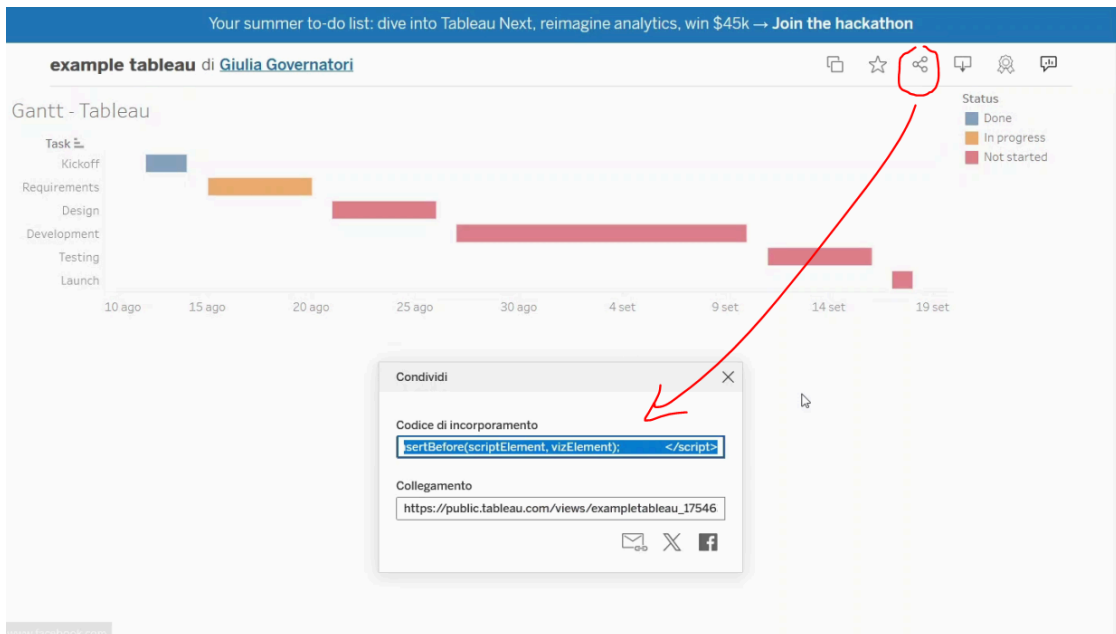 Your summer to-do list: dive into Tableau Next, reimagine analytics, win $45k → Join the hackathon
example tableau di Giulia Governatori
Gantt - Tableau
Status
Done
In progress
Not started
Task
Kickoff
Requirements
Design
Development
Testing
Launch
10 ago 15 ago 20 ago 25 ago 30 ago 4 set 9 set 14 set 19 set
Condividi
Codice di incorporamento
sertBefore(scriptElement, vizElement); </script>
Collegamento
https://public.tableau.com/views/exampletableau_17546